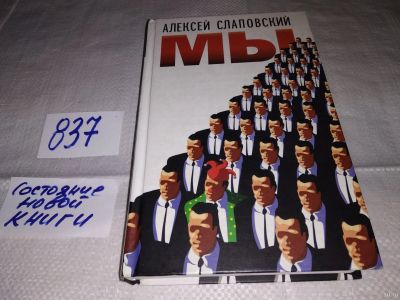 АЛЕКСЕЙ СЛАПОВСКИЙ
МЫ
837
Состояние
новой
книги